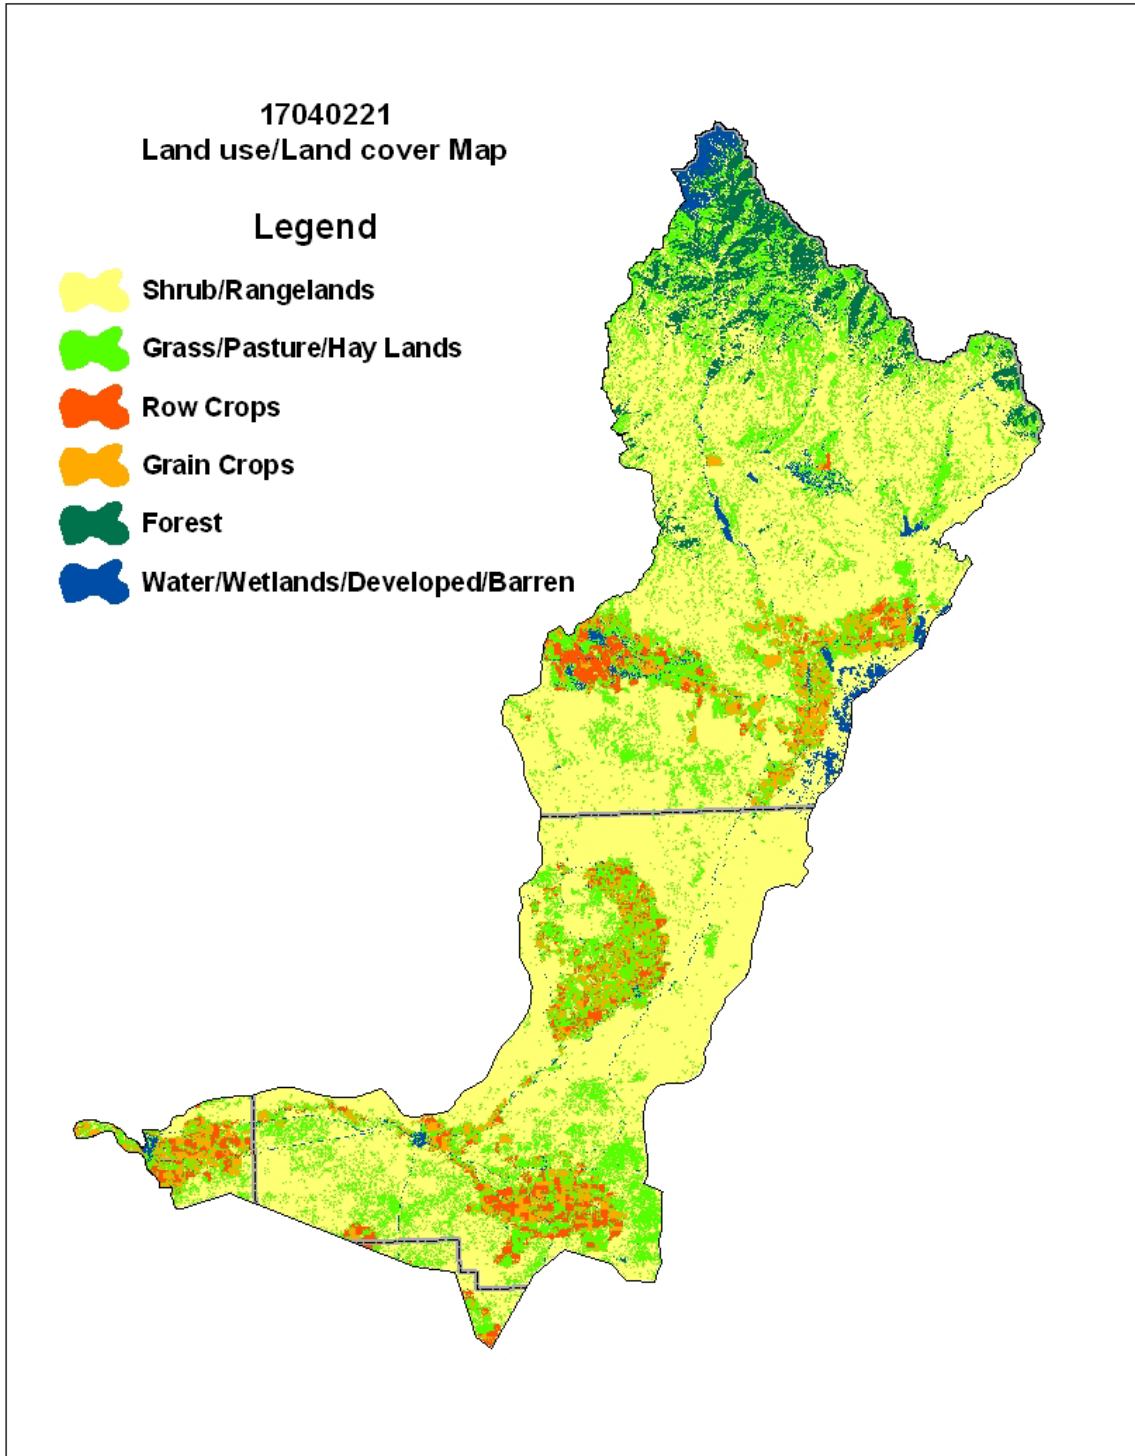 17040221
Land use/Land cover Map
Legend
Shrub/Rangelands
Grass/Pasture/Hay Lands
Row Crops
Grain Crops
Forest
Water/Wetlands/Developed/Barren